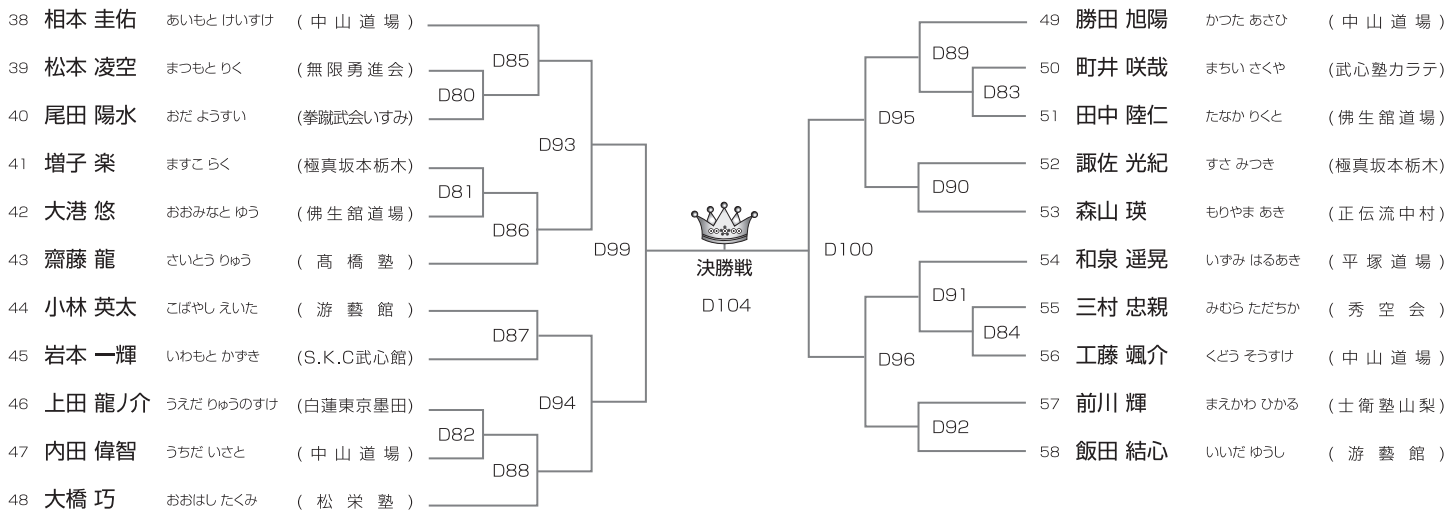 38 相本 圭佑 あいもと けいすけ (中山道場)
39 松本 凌空 まつもと りく (無限勇進会)
40 尾田 陽水 おだ ようすい (拳蹴武会いすみ)
41 増子 楽 ますこ らく (極真坂本栃木)
42 大港 悠 おおみなと ゆう (佛生舘道場)
43 齋藤 龍 さいとう りゅう (髙橋塾)
44 小林 英太 こばやし えいた (游藝館)
45 岩本 一輝 いわもと かずき (S.K.C武心館)
46 上田 龍ノ介 うえだ りゅうのすけ (白蓮東京墨田)
47 内田 偉智 うちだ いさと (中山道場)
48 大橋 巧 おおはし たくみ (松栄塾)
D85
D80
D93
D81
D86
D99
D87
D94
D82
D88
決勝戦
D104
D89
D83
D95
D90
D100
D91
D84
D96
D92
49 勝田 旭陽 かつた あさひ (中山道場)
50 町井 咲哉 まちい さくや (武心塾カラテ)
51 田中 陸仁 たなか りくと (佛生舘道場)
52 諏佐 光紀 すさ みつき (極真坂本栃木)
53 森山 瑛 もりやま あき (正伝流中村)
54 和泉 遥晃 いずみ はるあき (平塚道場)
55 三村 忠親 みむら ただちか (秀空会)
56 工藤 颯介 くどう そうすけ (中山道場)
57 前川 輝 まえかわ ひかる (士衛塾山梨)
58 飯田 結心 いいだ ゆうし (游藝館)